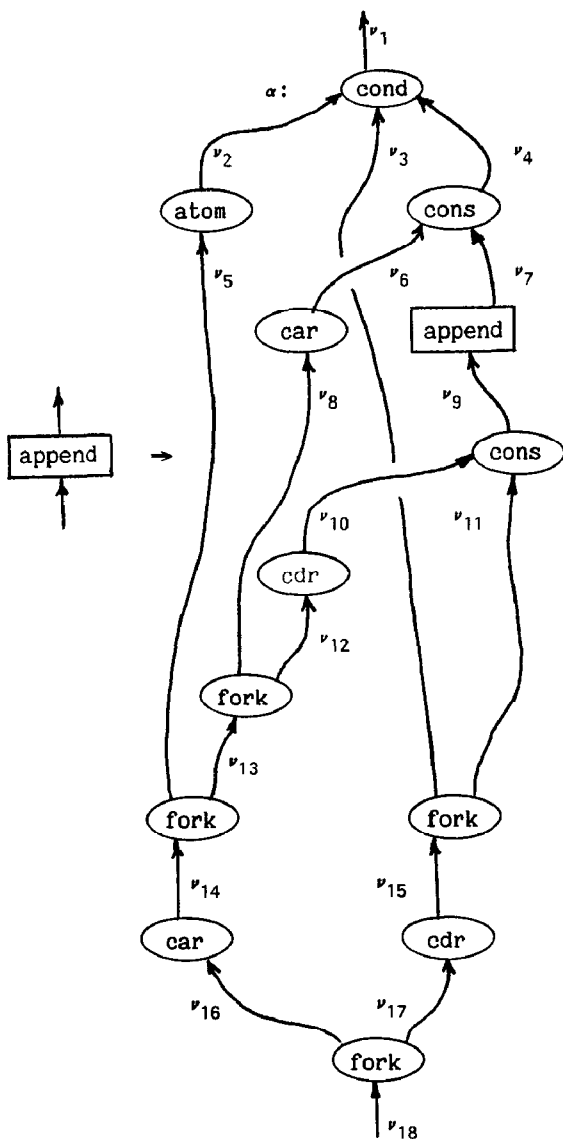 ν1
α: cond
ν2 ν3 ν4
atom cons
ν5 ν6 ν7
car append
ν8 ν9
append → cons
ν10 ν11
cdr
ν12
fork
ν13
fork fork
ν14 ν15
car cdr
ν16 ν17
fork
ν18